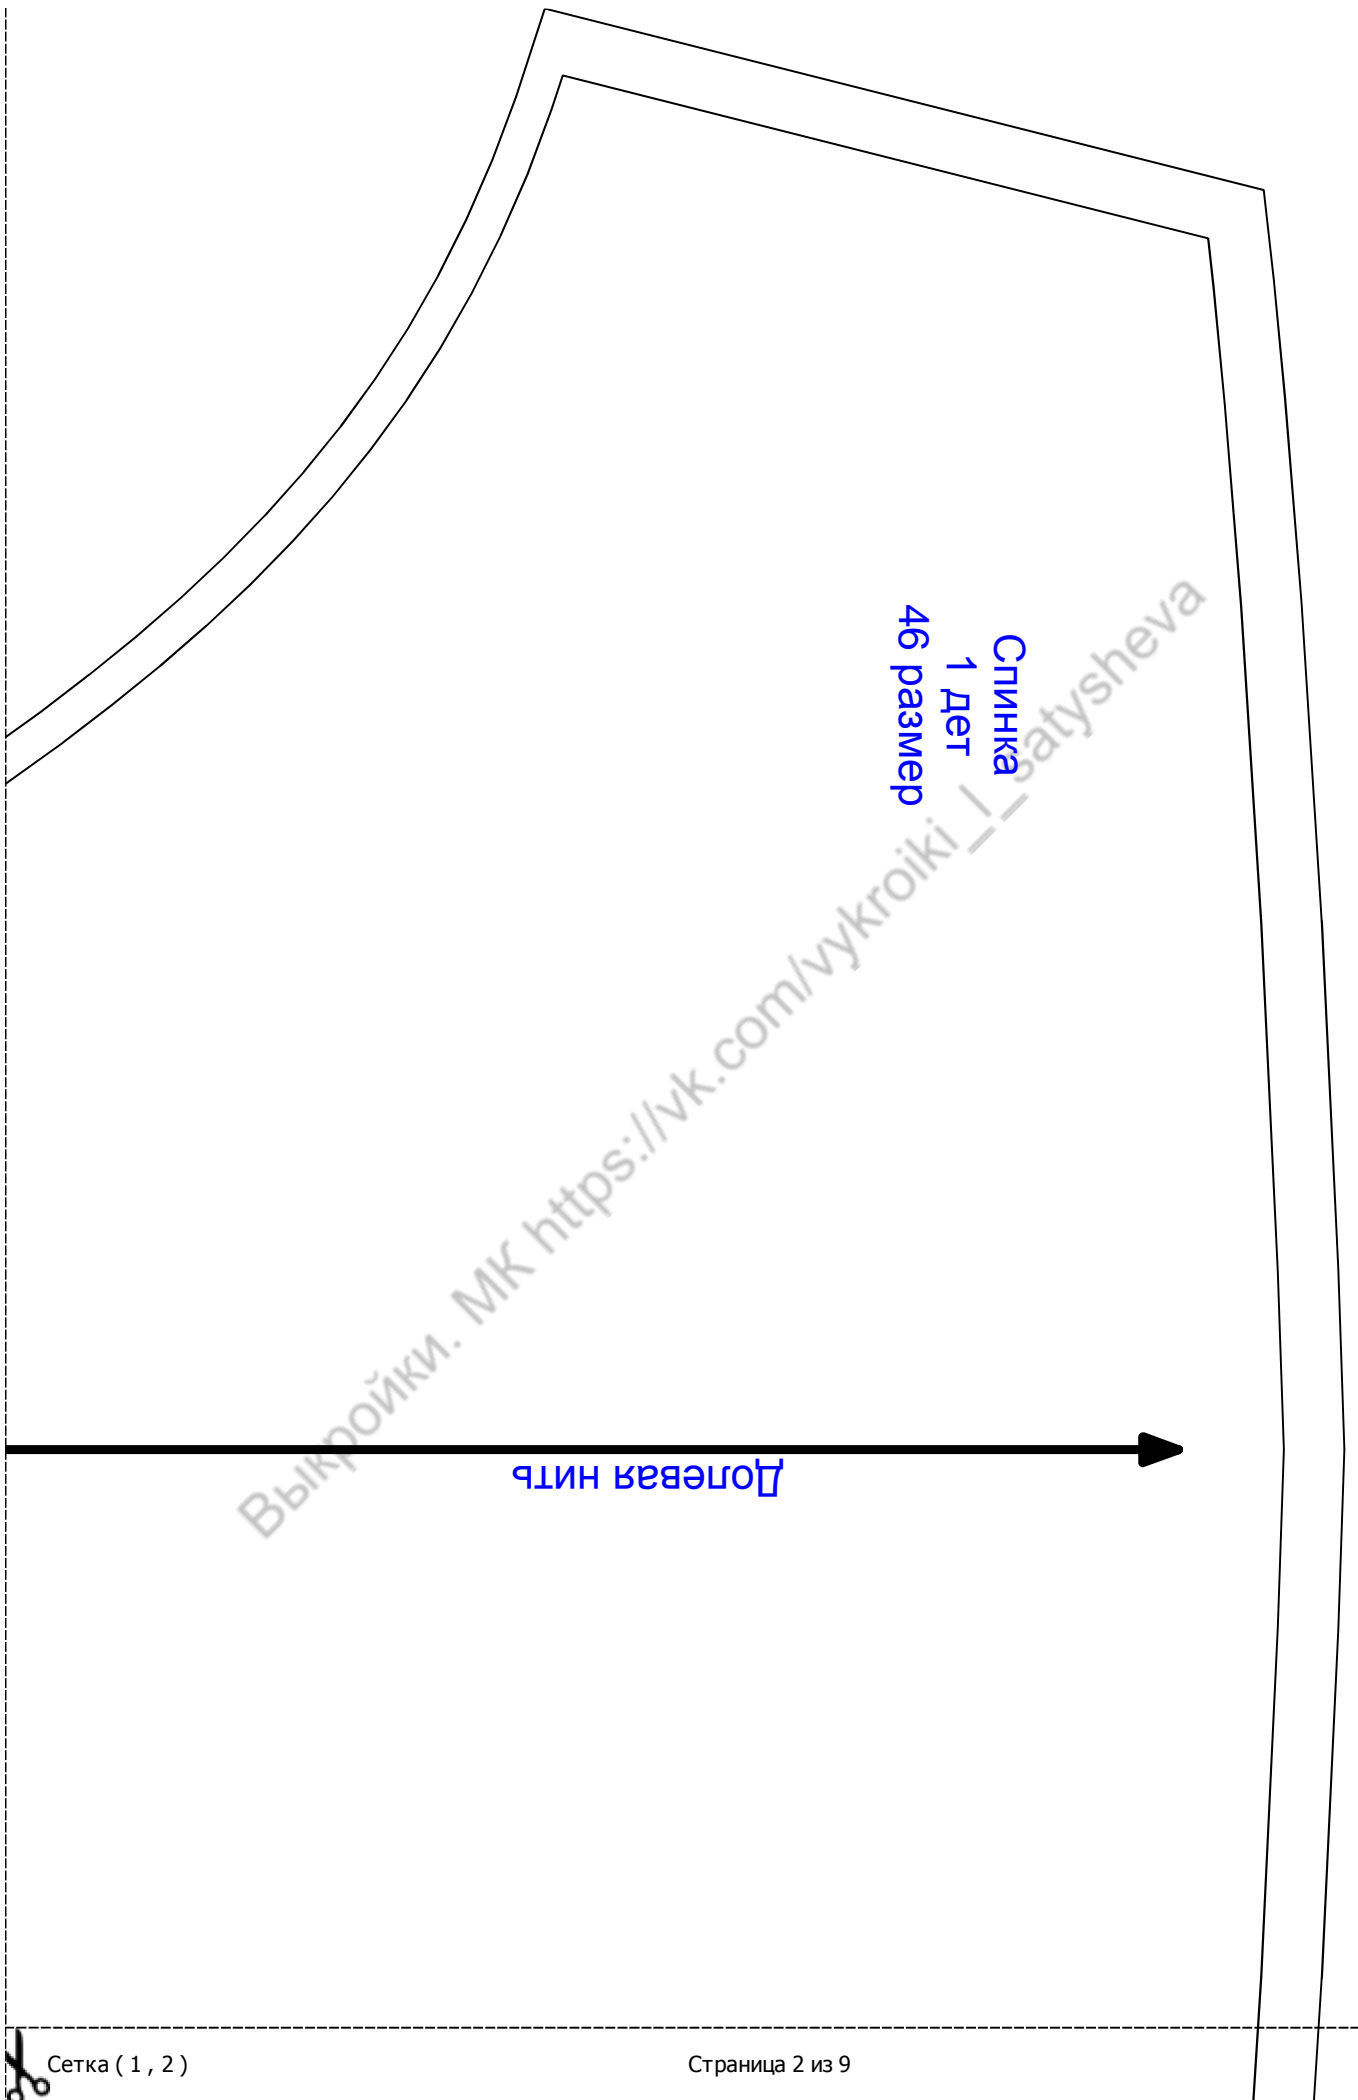 Спинка
1 дет
46 размер
Выкройки. МК https://vk.com/vykroiki_l_satysheva
Долевая нить
Сетка ( 1 , 2 )
Страница 2 из 9